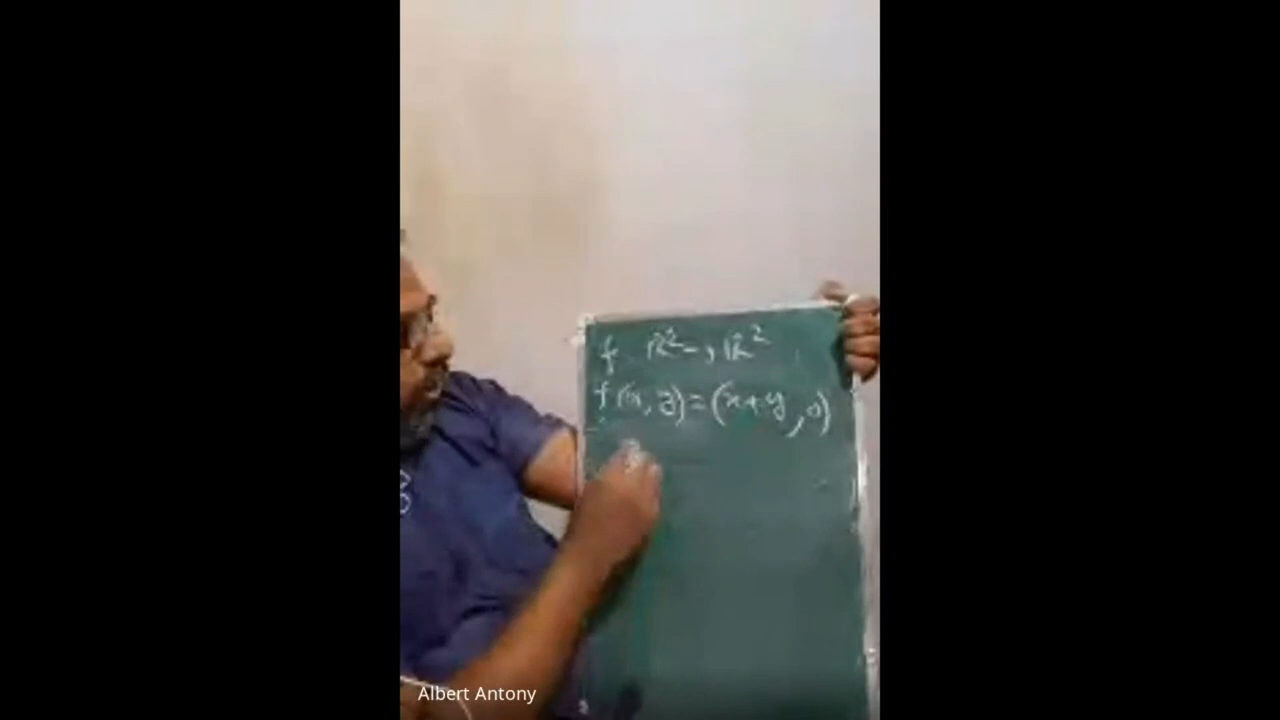 f ℝ² → ℝ²
f(x, y) = (x+y, 0)
Albert Antony